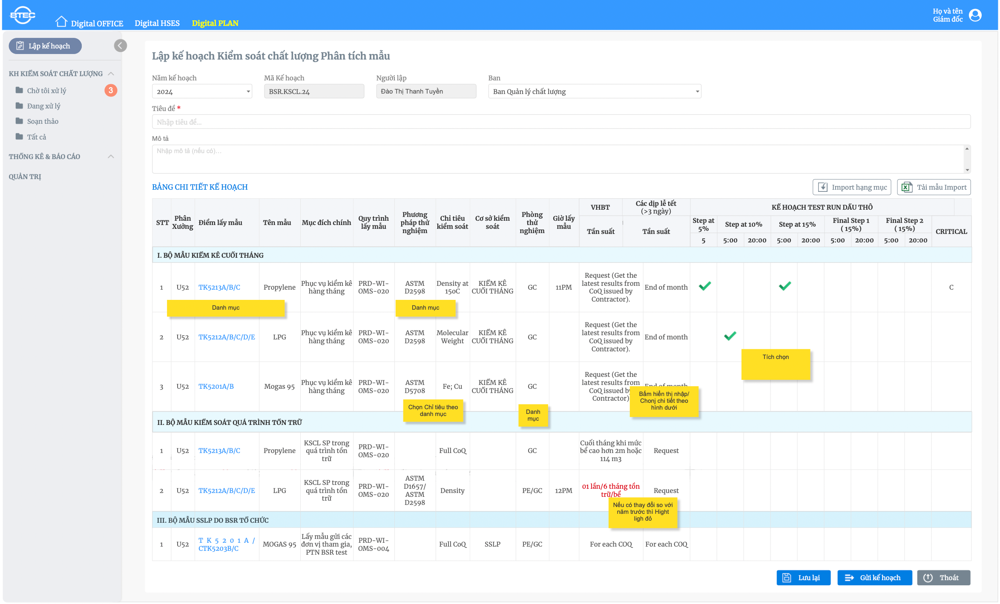 BTEC
Digital OFFICE
Digital HSES
Digital PLAN
Họ và tên
Giám đốc
Lập kế hoạch
KH KIỂM SOÁT CHẤT LƯỢNG
Chờ tôi xử lý
3
Đang xử lý
Soạn thảo
Tất cả
THỐNG KÊ & BÁO CÁO
QUẢN TRỊ
Lập kế hoạch Kiểm soát chất lượng Phân tích mẫu
Năm kế hoạch
Mã Kế hoạch
Người lập
Ban
2024
BSR.KSCL.24
Đào Thị Thanh Tuyền
Ban Quản lý chất lượng
Tiêu đề *
Nhập tiêu đề...
Mô tả
Nhập mô tả (nếu có)...
BẢNG CHI TIẾT KẾ HOẠCH
Import hạng mục
Tải mẫu Import
STT
Phân
Xưởng
Điểm lấy mẫu
Tên mẫu
Mục đích chính
Quy trình
lấy mẫu
Phương
pháp thử
nghiệm
Chỉ tiêu
kiểm soát
Cơ sở kiểm
soát
Phòng
thử
nghiệm
Giờ lấy
mẫu
VHBT
Tần suất
Các dịp lễ tết
(>3 ngày)
Tần suất
KẾ HOẠCH TEST RUN DẦU THÔ
Step at
5%
Step at 10%
Step at 15%
Final Step 1
( 15%)
Final Step 2
( 15%)
CRITICAL
5
5:00
20:00
5:00
20:00
5:00
20:00
5:00
20:00
I. BỘ MẪU KIỂM KÊ CUỐI THÁNG
1
U52
TK5213A/B/C
Propylene
Phục vụ kiểm kê
hàng tháng
PRD-WI-
OMS-020
ASTM
D2598
Density at
15oC
KIỂM KÊ
CUỐI THÁNG
GC
11PM
Request (Get the
latest results from
CoQ issued by
Contractor).
End of month
C
Danh mục
Danh mục
2
U52
TK5212A/B/C/D/E
LPG
Phục vụ kiểm kê
hàng tháng
PRD-WI-
OMS-020
ASTM
D2598
Molecular
Weight
KIỂM KÊ
CUỐI THÁNG
GC
Request (Get the
latest results from
CoQ issued by
Contractor).
End of month
Tích chọn
3
U52
TK5201A/B
Mogas 95
Phục vụ kiểm kê
hàng tháng
PRD-WI-
OMS-020
ASTM
D5708
Fe; Cu
KIỂM KÊ
CUỐI THÁNG
GC
Request (Get the
latest results from
CoQ issued by
Contractor)
End of month
Chọn Chỉ tiêu theo
danh mục
Danh
mục
Bấm hiển thị nhập/
Chonj chi tiết theo
hình dưới
II. BỘ MẪU KIỂM SOÁT QUÁ TRÌNH TỒN TRỮ
1
U52
TK5213A/B/C
Propylene
KSCL SP trong
quá trình tồn
trữ
PRD-WI-
OMS-020
Full CoQ
GC
Cuối tháng khi mức
bể cao hơn 2m hoặc
114 m3
Request
2
U52
TK5212A/B/C/D/E
LPG
KSCL SP trong
quá trình tồn
trữ
PRD-WI-
OMS-020
ASTM
D1657/
ASTM
D2598
Density
PE/GC
12PM
01 lần/6 tháng tồn
trữ/bể
Request
Nếu có thay đổi so với
năm trước thì Hight
ligh đỏ
III. BỘ MẪU SSLP DO BSR TỔ CHỨC
1
U52
TK5201A/
CTK5203B/C
MOGAS 95
Lấy mẫu gửi các
đơn vị tham gia,
PTN BSR test
PRD-WI-
OMS-004
Full CoQ
SSLP
PE/GC
For each COQ
For each COQ
Lưu lại
Gửi kế hoạch
Thoát